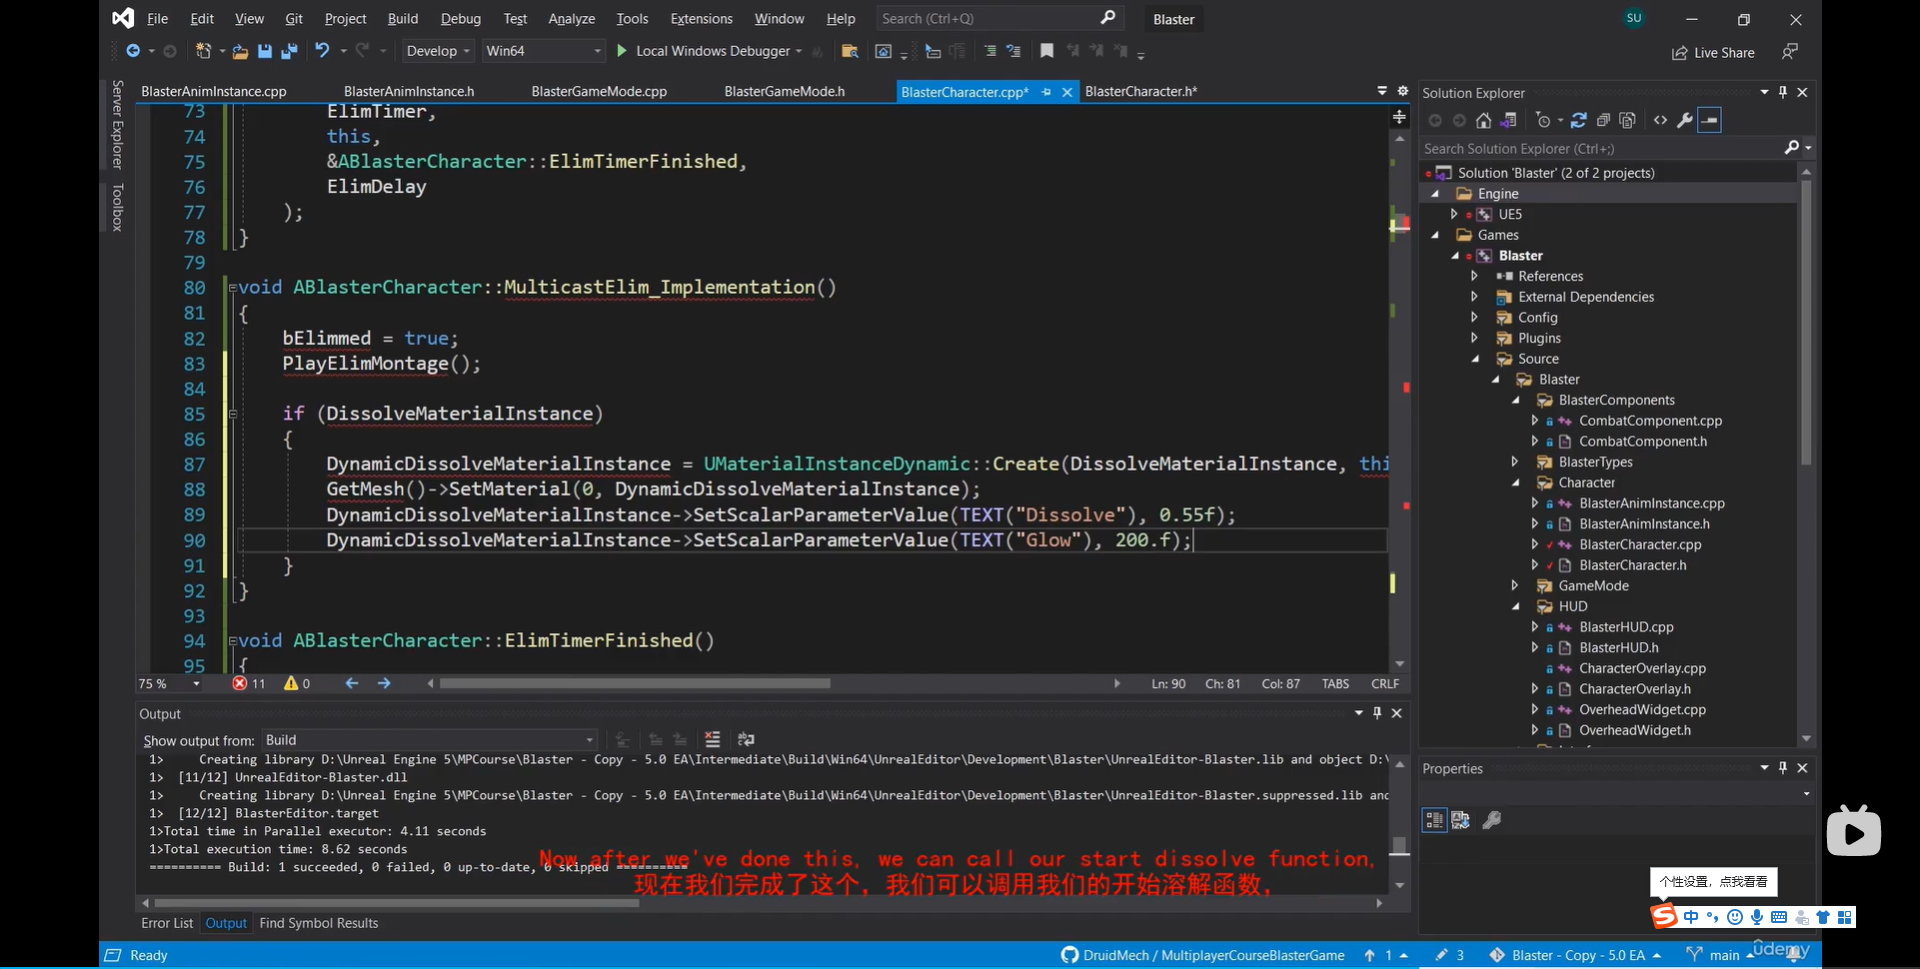 File Edit View Git Project Build Debug Test Analyze Tools Extensions Window Help Search (Ctrl+Q) Blaster SU
Develop Win64 Local Windows Debugger Live Share
Server Explorer
Toolbox
BlasterAnimInstance.cpp BlasterAnimInstance.h BlasterGameMode.cpp BlasterGameMode.h BlasterCharacter.cpp* BlasterCharacter.h*
73 ElimTimer,
74 this,
75 &ABlasterCharacter::ElimTimerFinished,
76 ElimDelay
77 );
78 }
79
80 void ABlasterCharacter::MulticastElim_Implementation()
81 {
82 bElimmed = true;
83 PlayElimMontage();
84
85 if (DissolveMaterialInstance)
86 {
87 DynamicDissolveMaterialInstance = UMaterialInstanceDynamic::Create(DissolveMaterialInstance, thi
88 GetMesh()->SetMaterial(0, DynamicDissolveMaterialInstance);
89 DynamicDissolveMaterialInstance->SetScalarParameterValue(TEXT("Dissolve"), 0.55f);
90 DynamicDissolveMaterialInstance->SetScalarParameterValue(TEXT("Glow"), 200.f);
91 }
92 }
93
94 void ABlasterCharacter::ElimTimerFinished()
95 {
75 % 11 0 Ln: 90 Ch: 81 Col: 87 TABS CRLF
Output
Show output from: Build
1> Creating library D:\Unreal Engine 5\MPCourse\Blaster - Copy - 5.0 EA\Intermediate\Build\Win64\UnrealEditor\Development\Blaster\UnrealEditor-Blaster.lib and object D:\
1> [11/12] UnrealEditor-Blaster.dll
1> Creating library D:\Unreal Engine 5\MPCourse\Blaster - Copy - 5.0 EA\Intermediate\Build\Win64\UnrealEditor\Development\Blaster\UnrealEditor-Blaster.suppressed.lib and
1> [12/12] BlasterEditor.target
1>Total time in Parallel executor: 4.11 seconds
1>Total execution time: 8.62 seconds
========== Build: 1 succeeded, 0 failed, 0 up-to-date, 0 skipped ==========
Now after we've done this, we can call our start dissolve function,
现在我们完成了这个，我们可以调用我们的开始溶解函数，
Error List Output Find Symbol Results
Solution Explorer
Search Solution Explorer (Ctrl+;)
Solution 'Blaster' (2 of 2 projects)
Engine
UE5
Games
Blaster
References
External Dependencies
Config
Plugins
Source
Blaster
BlasterComponents
CombatComponent.cpp
CombatComponent.h
BlasterTypes
Character
BlasterAnimInstance.cpp
BlasterAnimInstance.h
BlasterCharacter.cpp
BlasterCharacter.h
GameMode
HUD
BlasterHUD.cpp
BlasterHUD.h
CharacterOverlay.cpp
CharacterOverlay.h
OverheadWidget.cpp
OverheadWidget.h
Properties
个性设置，点我看看
中
Ready DruidMech / MultiplayerCourseBlasterGame 1 3 Blaster - Copy - 5.0 EA main
udemy